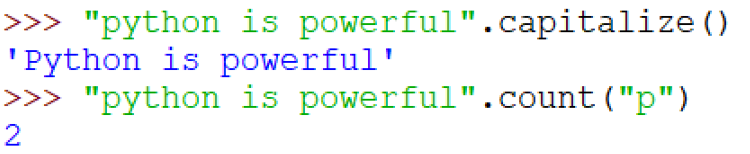 >>> "python is powerful".capitalize()
'Python is powerful'
>>> "python is powerful".count("p")
2